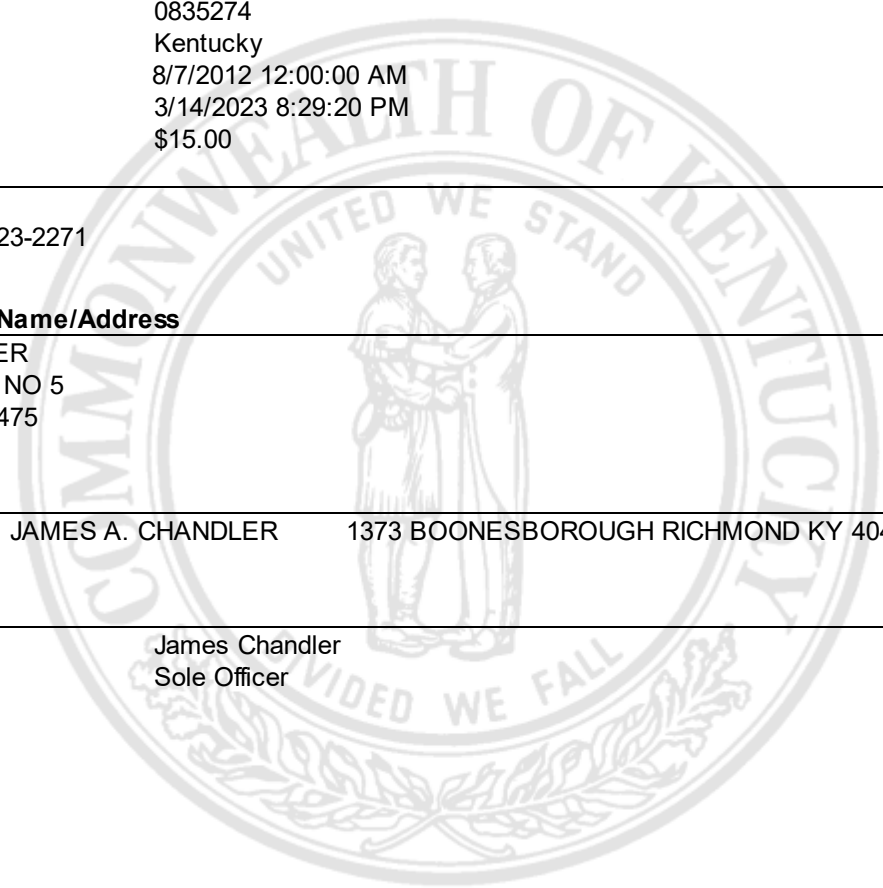 0835274
Kentucky
8/7/2012 12:00:00 AM
3/14/2023 8:29:20 PM
$15.00
23-2271
Name/Address
ER
NO 5
475
JAMES A. CHANDLER 1373 BOONESBOROUGH RICHMOND KY 404
James Chandler
Sole Officer
COMMONWEALTH OF KENTUCKY
UNITED WE STAND
DIVIDED WE FALL